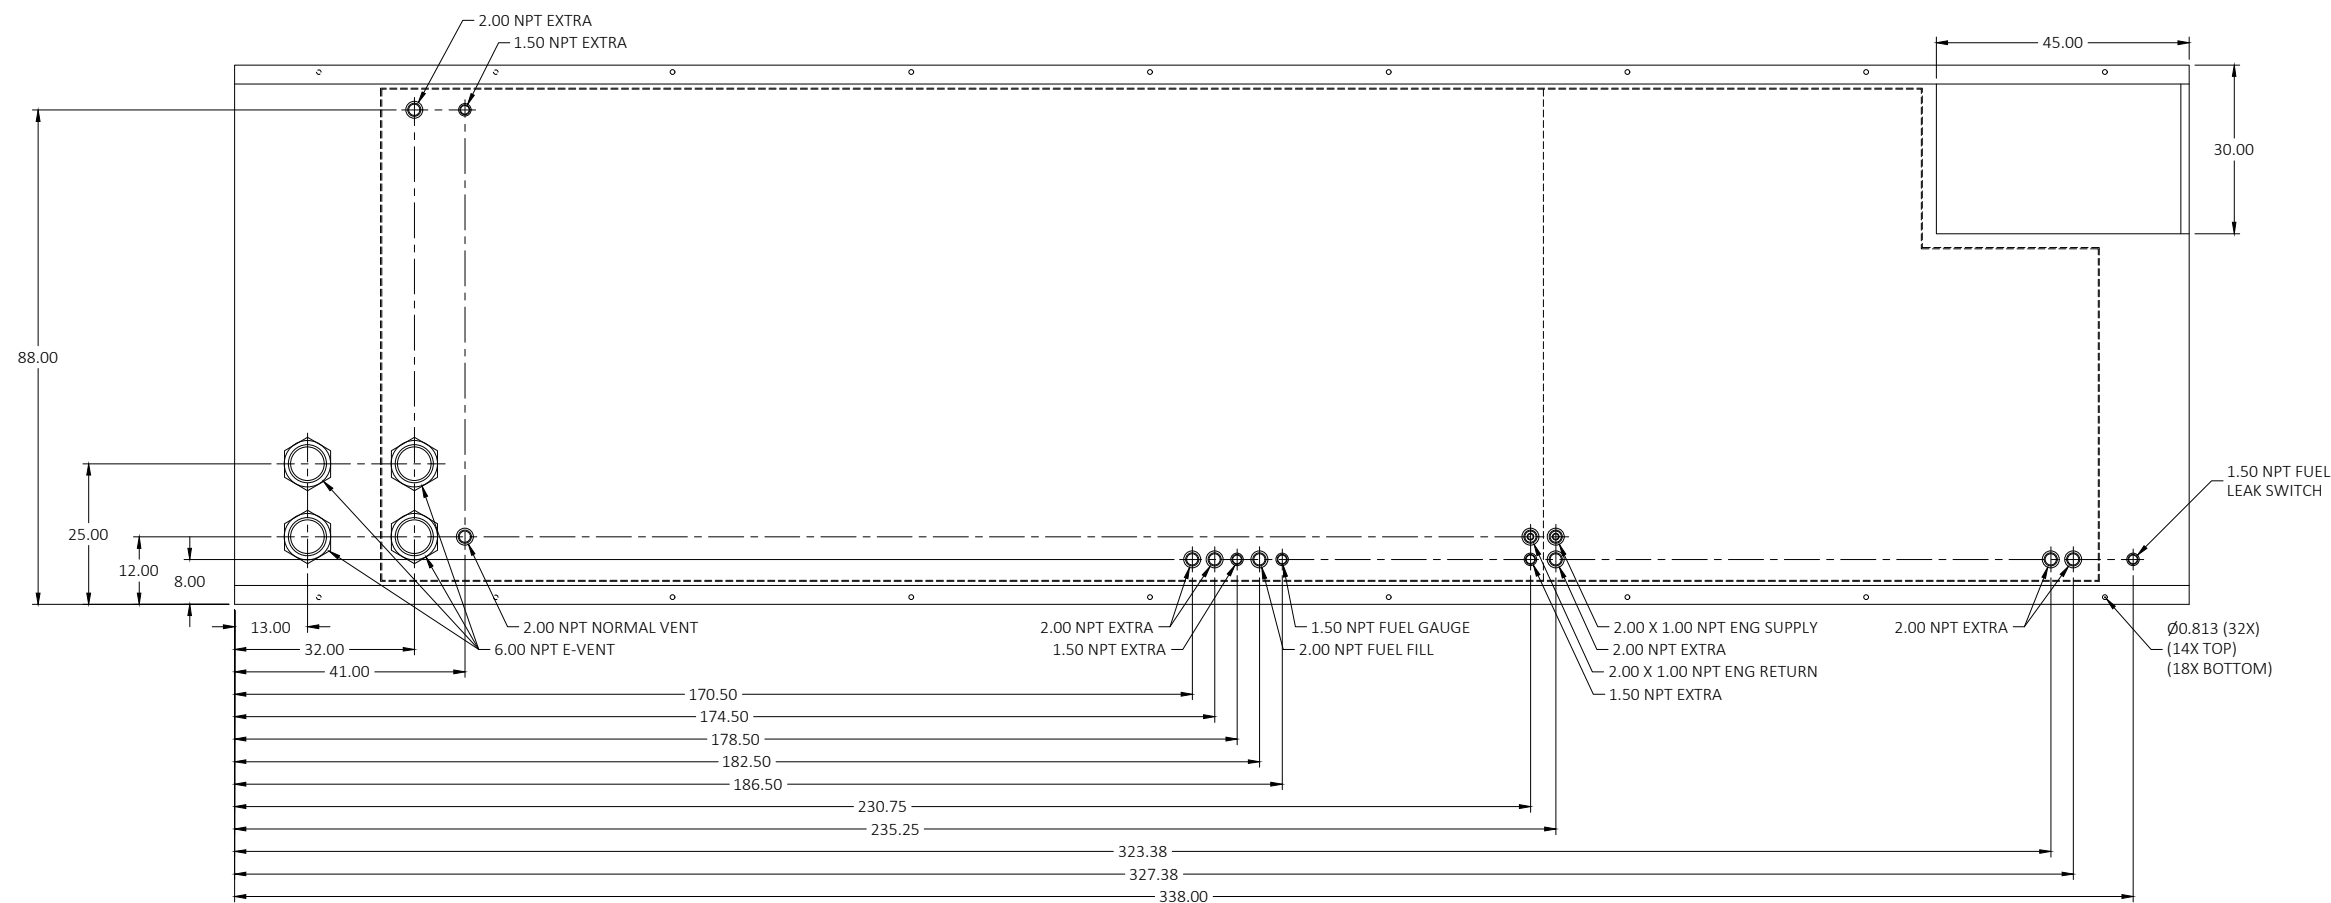 2.00 NPT EXTRA
1.50 NPT EXTRA
45.00
30.00
88.00
25.00
12.00
8.00
1.50 NPT FUEL
LEAK SWITCH
13.00
32.00
41.00
2.00 NPT NORMAL VENT
6.00 NPT E-VENT
2.00 NPT EXTRA
1.50 NPT EXTRA
1.50 NPT FUEL GAUGE
2.00 NPT FUEL FILL
2.00 X 1.00 NPT ENG SUPPLY
2.00 NPT EXTRA
2.00 X 1.00 NPT ENG RETURN
1.50 NPT EXTRA
2.00 NPT EXTRA
Ø0.813 (32X)
(14X TOP)
(18X BOTTOM)
170.50
174.50
178.50
182.50
186.50
230.75
235.25
323.38
327.38
338.00